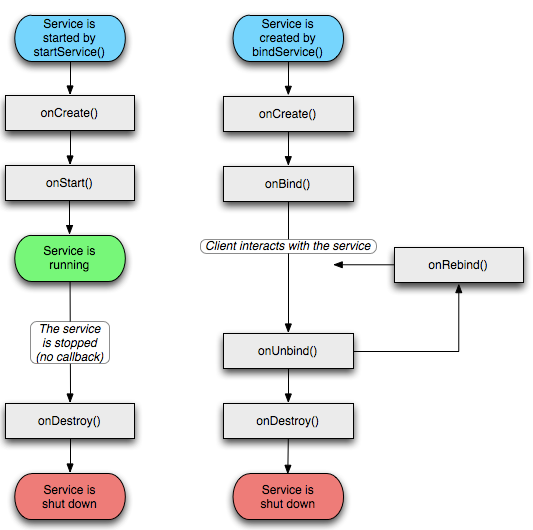 Service is
started by
startService()
onCreate()
onStart()
Service is
running
The service
is stopped
(no callback)
onDestroy()
Service is
shut down
Service is
created by
bindService()
onCreate()
onBind()
Client interacts with the service
onRebind()
onUnbind()
onDestroy()
Service is
shut down